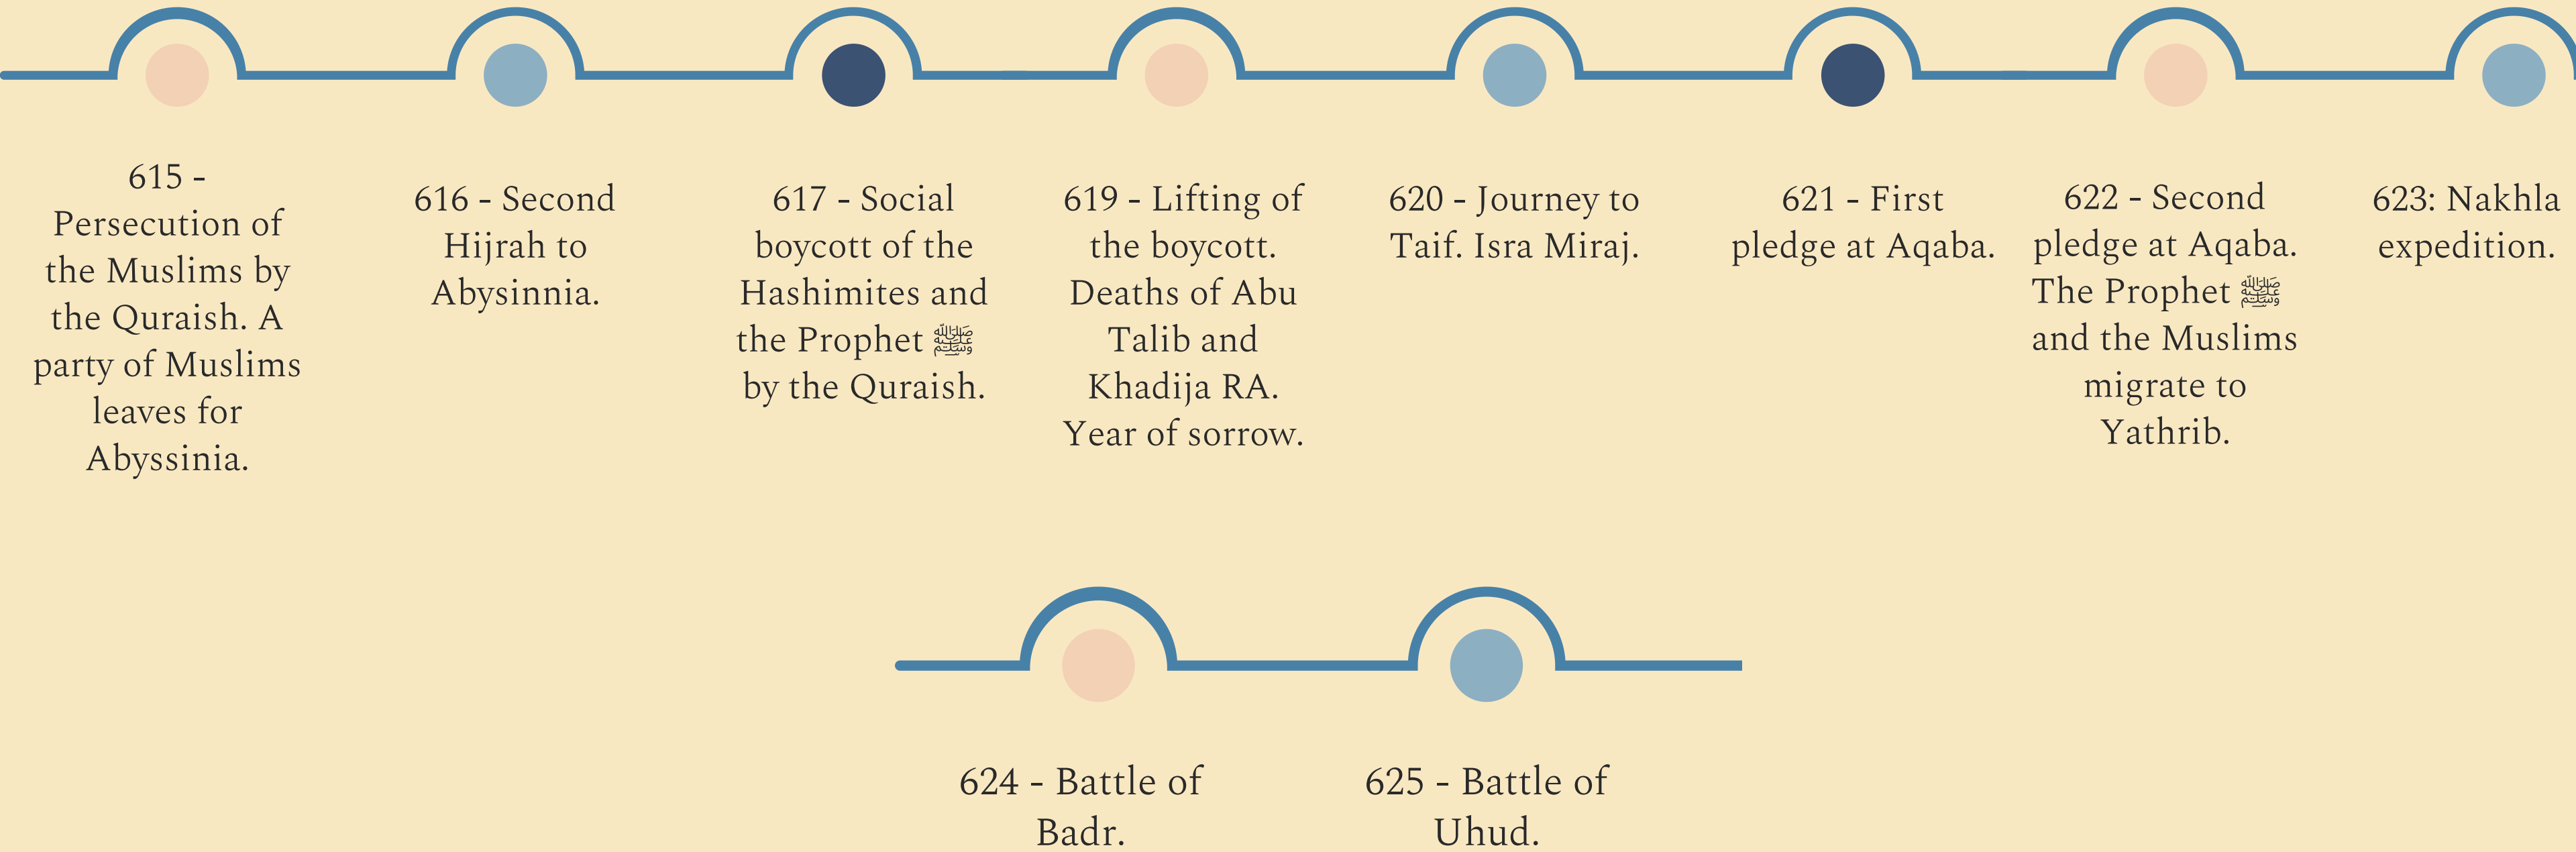 615 -
Persecution of
the Muslims by
the Quraish. A
party of Muslims
leaves for
Abyssinia.
616 - Second
Hijrah to
Abysinnia.
617 - Social
boycott of the
Hashimites and
the Prophet ﷺ
by the Quraish.
619 - Lifting of
the boycott.
Deaths of Abu
Talib and
Khadija RA.
Year of sorrow.
620 - Journey to
Taif. Isra Miraj.
621 - First
pledge at Aqaba.
622 - Second
pledge at Aqaba.
The Prophet ﷺ
and the Muslims
migrate to
Yathrib.
623: Nakhla
expedition.
624 - Battle of
Badr.
625 - Battle of
Uhud.